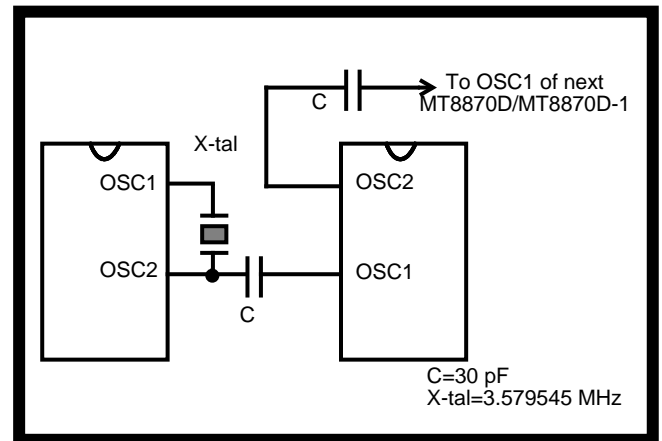 C
To OSC1 of next
MT8870D/MT8870D-1
X-tal
OSC1
OSC2
OSC2
OSC1
C
C=30 pF
X-tal=3.579545 MHz